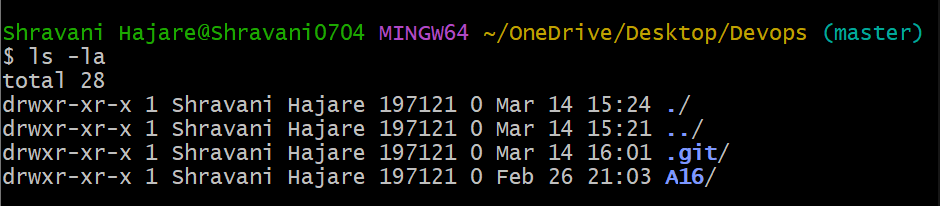 Shravani Hajare@Shravani0704 MINGW64 ~/OneDrive/Desktop/Devops (master)
$ ls -la
total 28
drwxr-xr-x 1 Shravani Hajare 197121 0 Mar 14 15:24 ./
drwxr-xr-x 1 Shravani Hajare 197121 0 Mar 14 15:21 ../
drwxr-xr-x 1 Shravani Hajare 197121 0 Mar 14 16:01 .git/
drwxr-xr-x 1 Shravani Hajare 197121 0 Feb 26 21:03 A16/